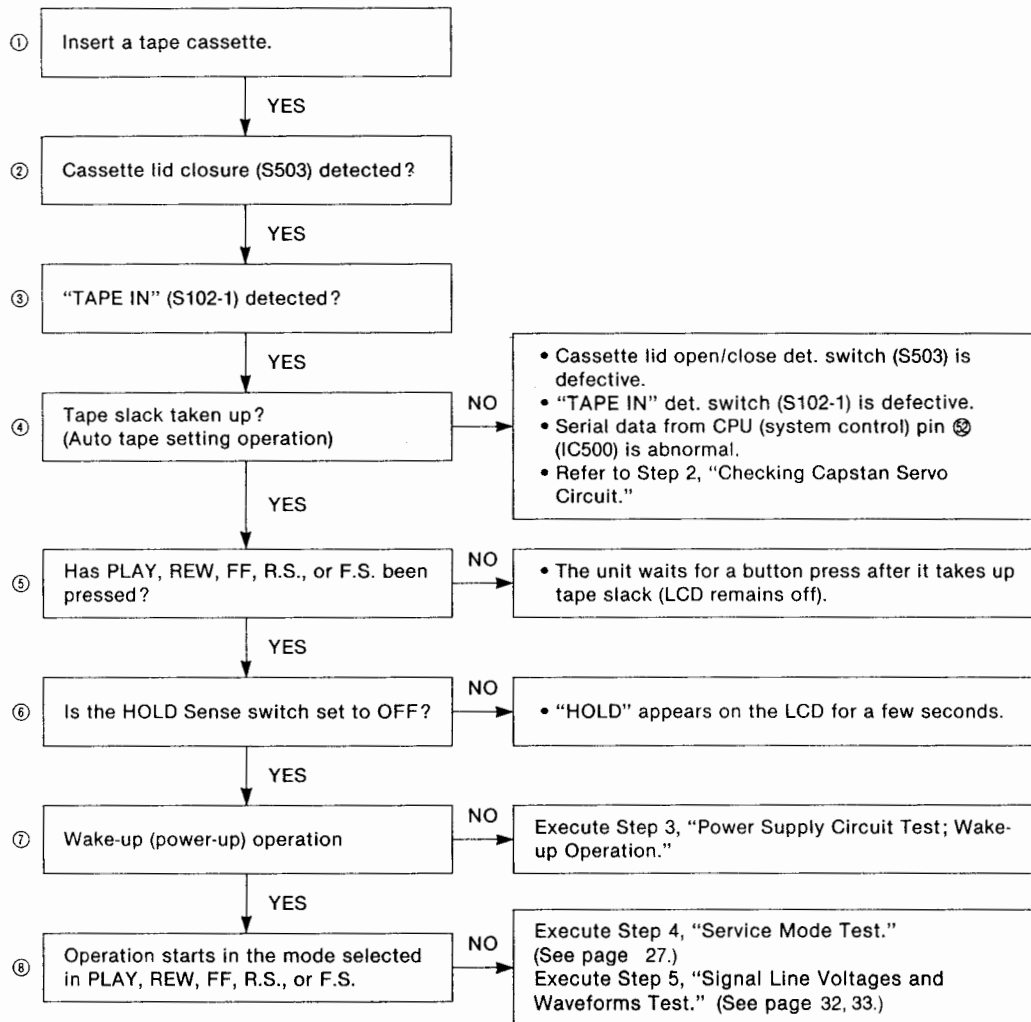 ① Insert a tape cassette.
YES
② Cassette lid closure (S503) detected?
YES
③ “TAPE IN” (S102-1) detected?
YES
④ Tape slack taken up?
(Auto tape setting operation)
NO
• Cassette lid open/close det. switch (S503) is
defective.
• “TAPE IN” det. switch (S102-1) is defective.
• Serial data from CPU (system control) pin
(IC500) is abnormal.
• Refer to Step 2, “Checking Capstan Servo
Circuit.”
YES
⑤ Has PLAY, REW, FF, R.S., or F.S. been
pressed?
NO
• The unit waits for a button press after it takes up
tape slack (LCD remains off).
YES
⑥ Is the HOLD Sense switch set to OFF?
NO
• “HOLD” appears on the LCD for a few seconds.
YES
⑦ Wake-up (power-up) operation
NO
Execute Step 3, “Power Supply Circuit Test; Wake-
up Operation.”
YES
⑧ Operation starts in the mode selected
in PLAY, REW, FF, R.S., or F.S.
NO
Execute Step 4, “Service Mode Test.”
(See page 27.)
Execute Step 5, “Signal Line Voltages and
Waveforms Test.” (See page 32, 33.)